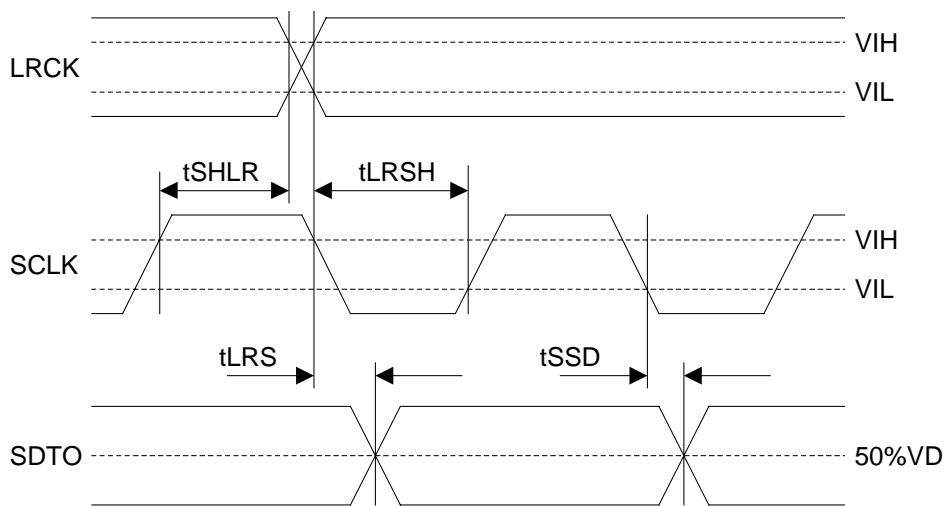 VIH
LRCK
VIL
tSHLR
tLRSH
VIH
SCLK
VIL
tLRS
tSSD
SDTO
50%VD